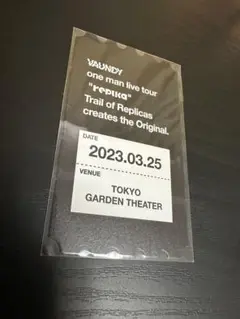 VAUNDY
one man live tour
"replica"
Trail of Replicas
creates the Original.
DATE
2023.03.25
VENUE
TOKYO
GARDEN THEATER